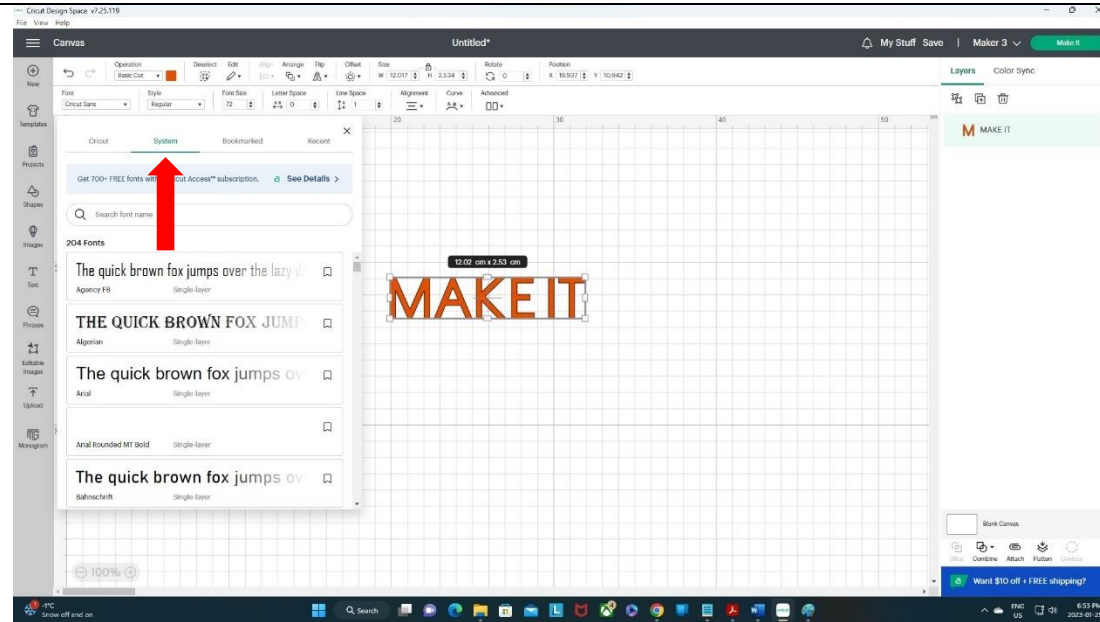 Cricut Design Space v7.25.119
File View Help
Canvas
Untitled*
My Stuff Save | Maker 3 Make It
New
Operation Deselect Edit Align Arrange Flip Offset Size Rotate Position
Basic Cut W 12.017 H 2.534 0 X 19.937 Y 10.942
Font Style Font Size Letter Space Line Space Alignment Curve Advanced
Cricut Sans Regular 72 0 1
Layers Color Sync
Templates
Projects
Shapes
Images
Text
Phrases
Editable
Images
Upload
Monogram
Cricut System Bookmarked Recent
Get 700+ FREE fonts with Access™ subscription. a See Details >
Search font name
204 Fonts
The quick brown fox jumps over the lazy d
Agency FB Single-layer
THE QUICK BROWN FOX JUMP
Algerian Single-layer
The quick brown fox jumps ov
Arial Single-layer
Arial Rounded MT Bold Single-layer
The quick brown fox jumps ov
Bahnschrift Single-layer
20 30 40 50
12.02 cm x 2.53 cm
MAKE IT
M MAKE IT
100%
Blank Canvas
Slice Combine Attach Flatten Contour
a Want $10 off + FREE shipping?
-1°C
Snow off and on
Search
ENG
US
6:53 PM
2023-01-25